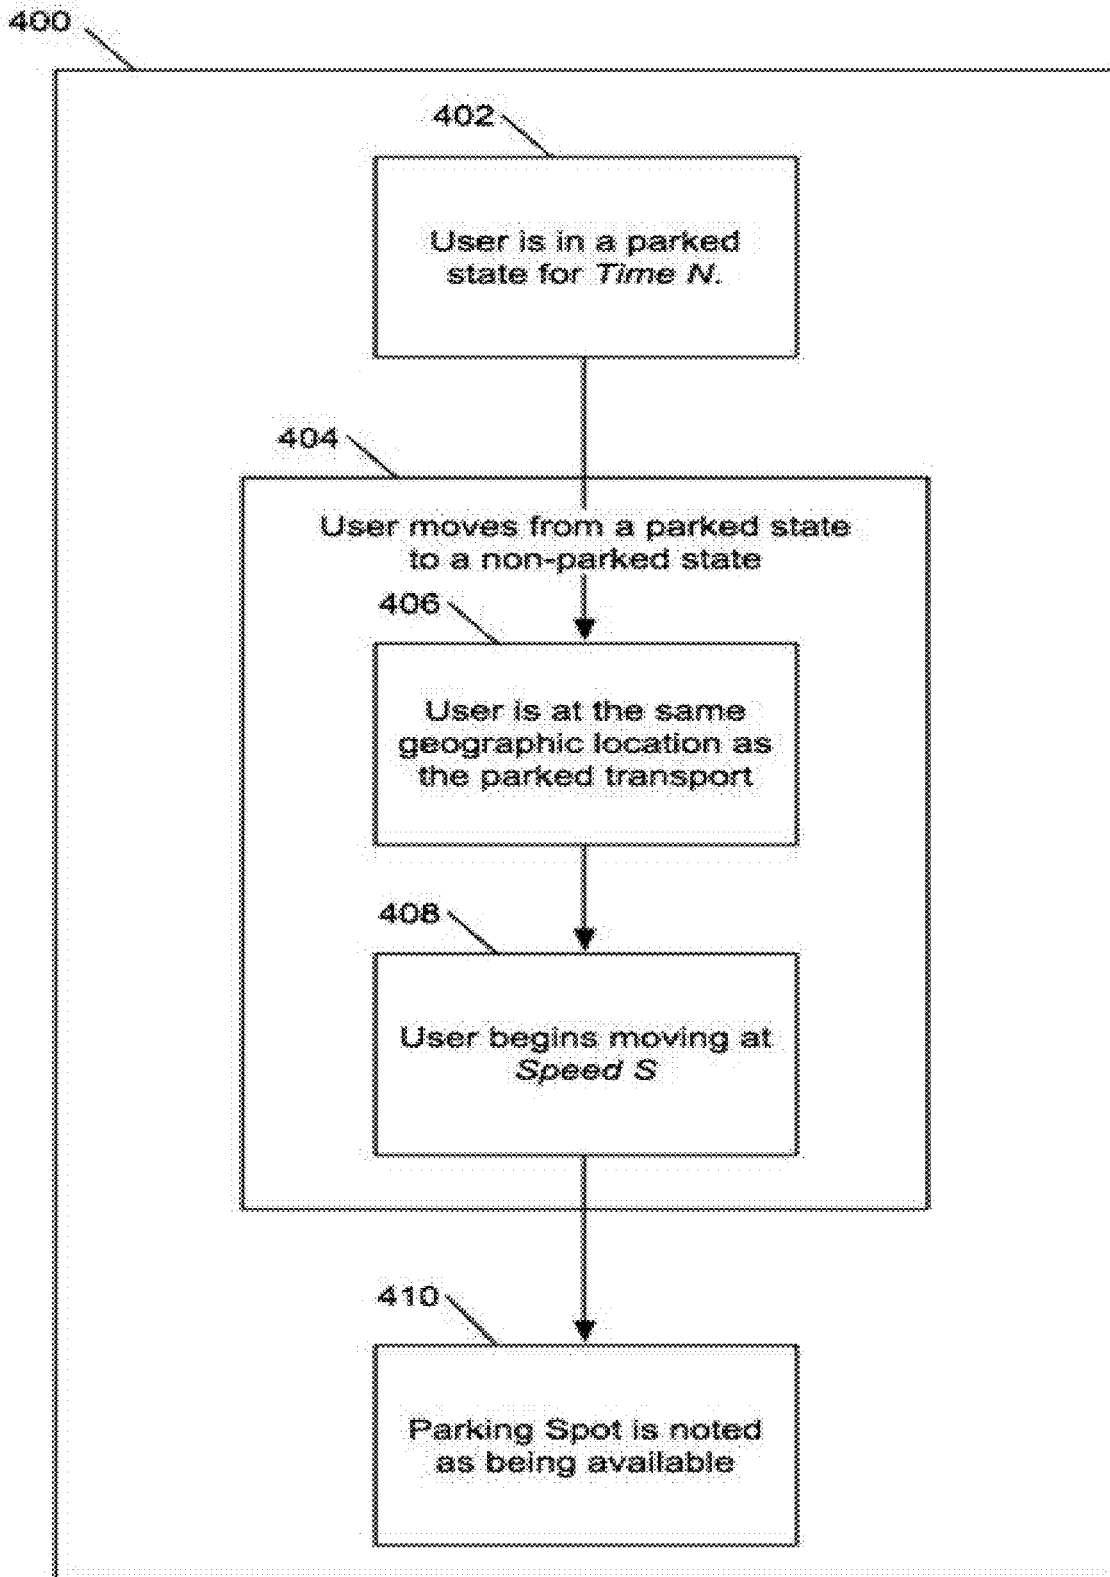 400
402
User is in a parked
state for Time N.
404
User moves from a parked state
to a non-parked state
406
User is at the same
geographic location as
the parked transport
408
User begins moving at
Speed S
410
Parking Spot is noted
as being available